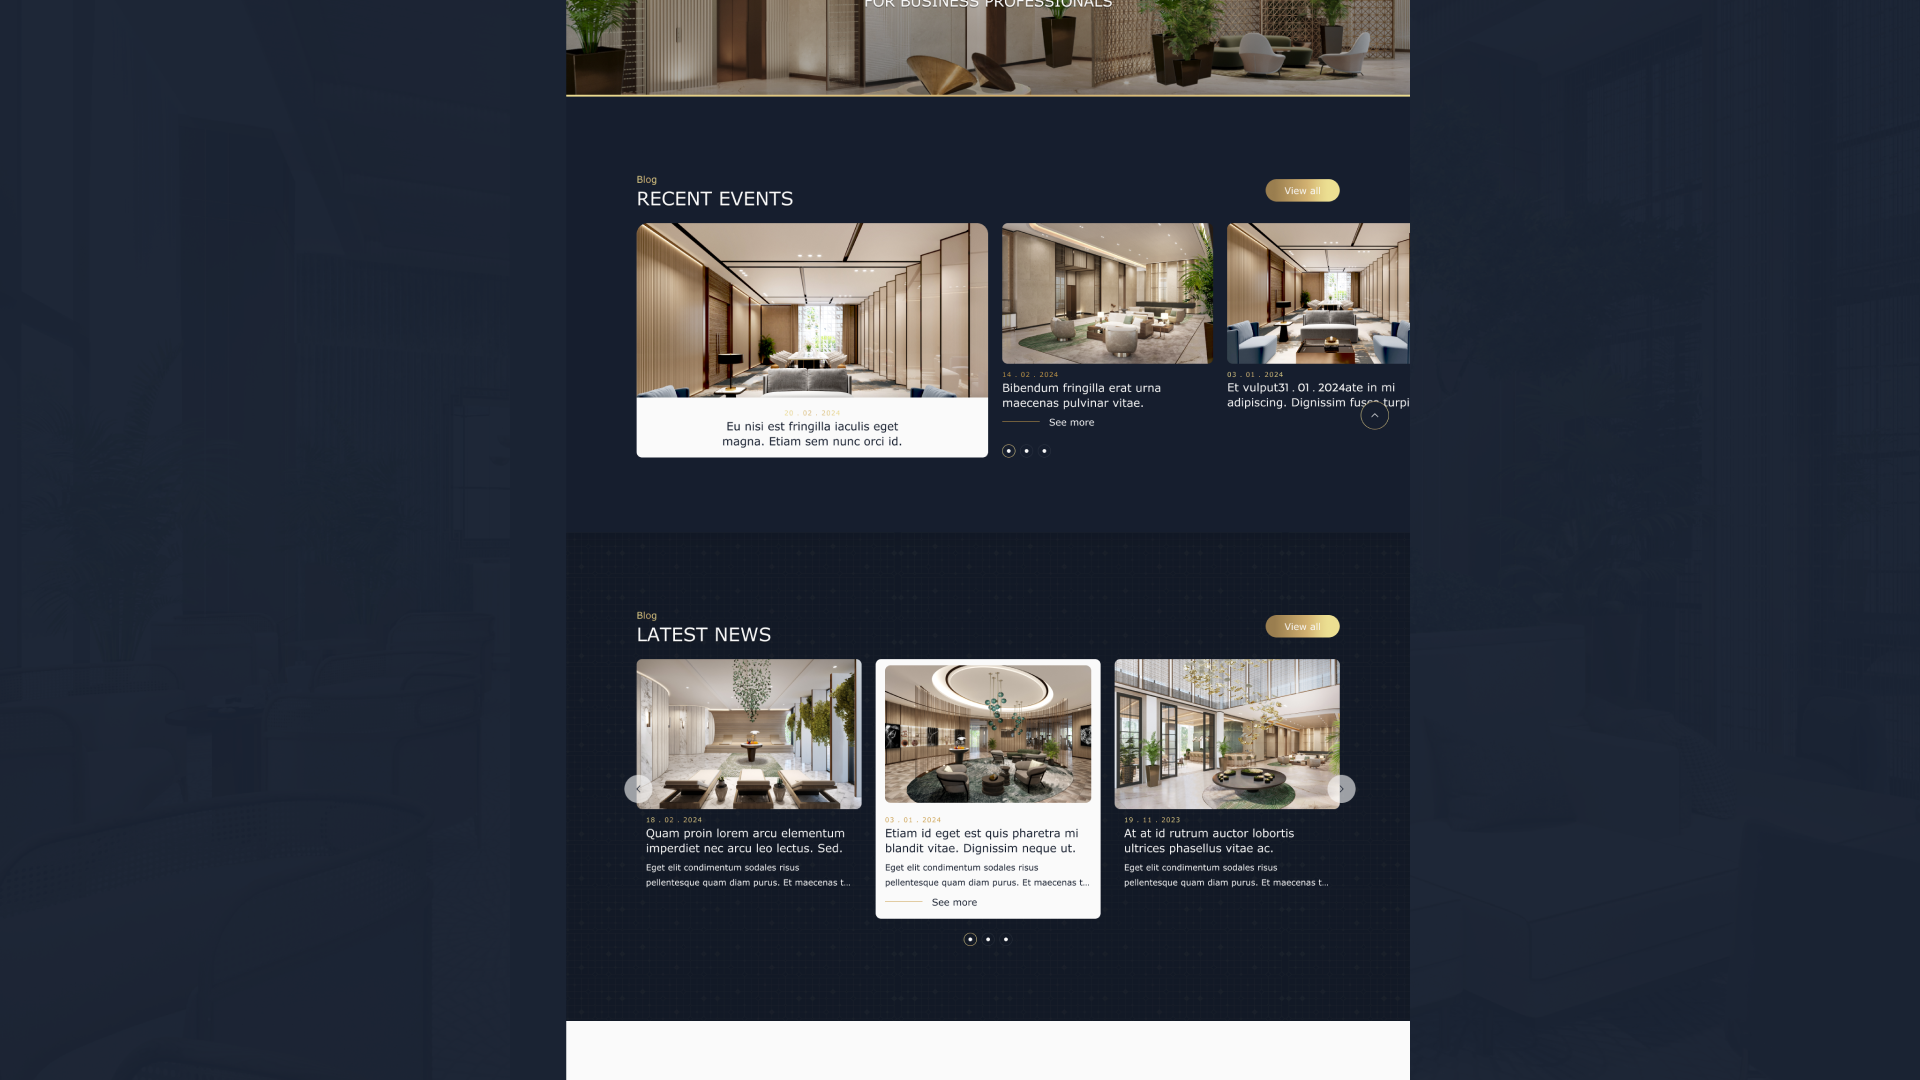 FOR BUSINESS PROFESSIONALS
Blog
RECENT EVENTS
View all
20 . 02 . 2024
Eu nisi est fringilla iaculis eget
magna. Etiam sem nunc orci id.
14 . 02 . 2024
Bibendum fringilla erat urna
maecenas pulvinar vitae.
See more
03 . 01 . 2024
Et vulput31 . 01 . 2024ate in mi
adipiscing. Dignissim fusce turpi
Blog
LATEST NEWS
View all
18 . 02 . 2024
Quam proin lorem arcu elementum
imperdiet nec arcu leo lectus. Sed.
Eget elit condimentum sodales risus
pellentesque quam diam purus. Et maecenas t...
03 . 01 . 2024
Etiam id eget est quis pharetra mi
blandit vitae. Dignissim neque ut.
Eget elit condimentum sodales risus
pellentesque quam diam purus. Et maecenas t...
See more
19 . 11 . 2023
At at id rutrum auctor lobortis
ultrices phasellus vitae ac.
Eget elit condimentum sodales risus
pellentesque quam diam purus. Et maecenas t...